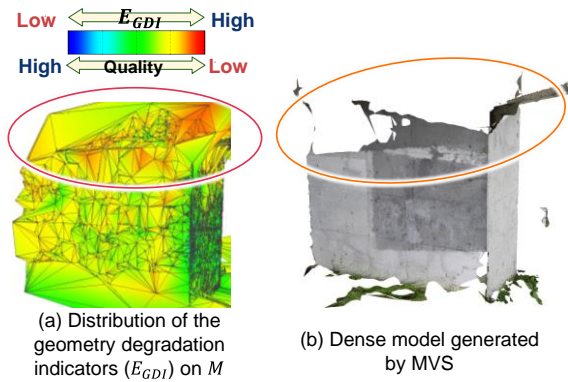 Low E_GDI High
High Quality Low
(a) Distribution of the
geometry degradation
indicators (E_GDI) on M
(b) Dense model generated
by MVS